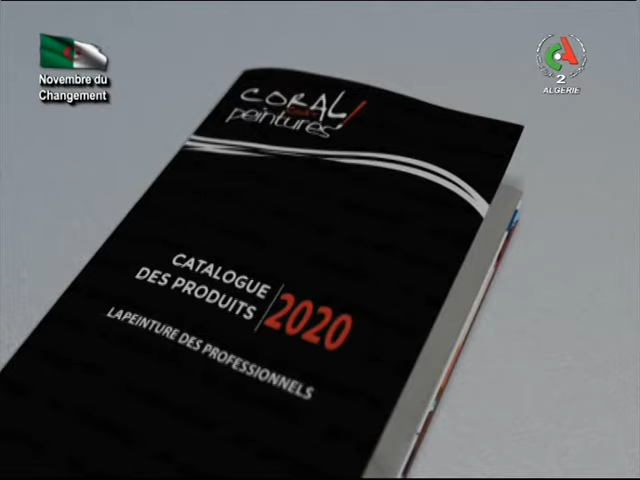 Novembre du
Changement
2
ALGERIE
CORAL
peintures
CATALOGUE
DES PRODUITS
2020
LAPEINTURE DES PROFESSIONNELS